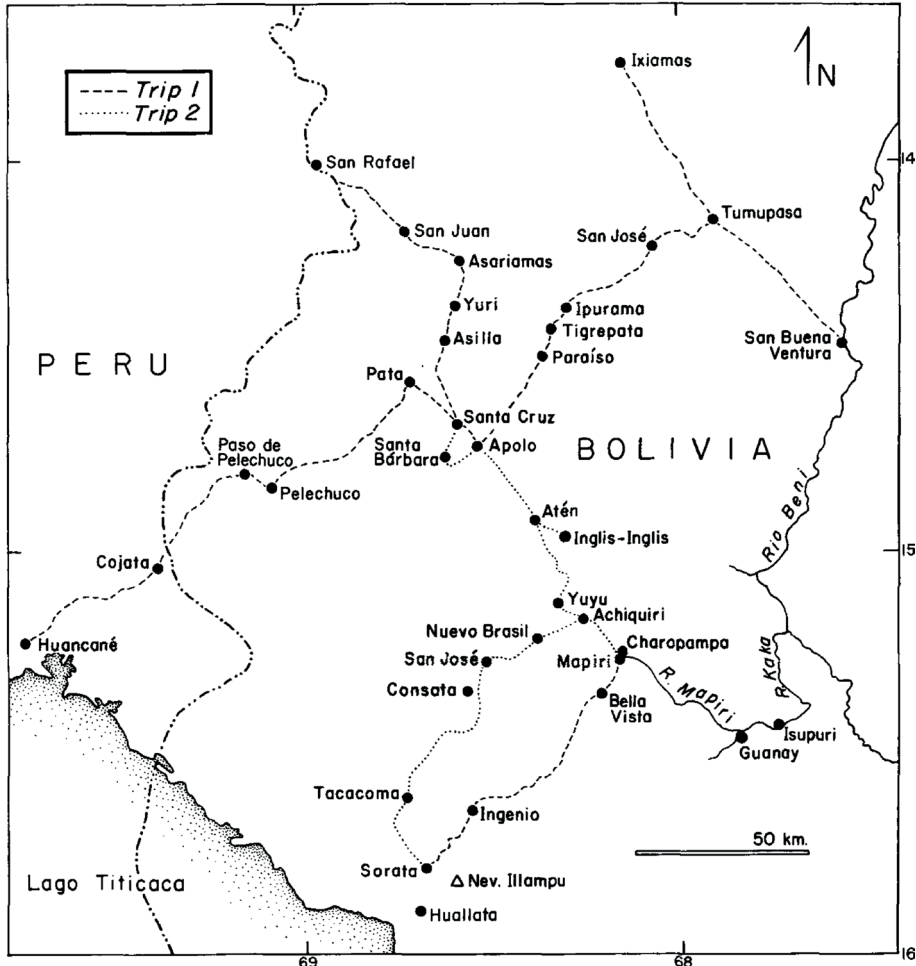 Trip 1
Trip 2
N
Ixiamas
14
San Rafael
Tumupasa
San Juan
San José
Asariamas
Yuri
Ipurama
Tigrepata
Asilla
San Buena
Ventura
Paraíso
PERU
Pata
Santa Cruz
Apolo
Santa
Bárbara
BOLIVIA
Paso de
Pelechuco
Pelechuco
Atén
Inglis-Inglis
Rio Beni
15
Cojata
Yuyu
Achiquiri
Nuevo Brasil
Charopampa
Huancané
San José
Mapiri
R. Kaka
Consata
Bella
Vista
R. Mapiri
Isupuri
Guanay
Tacacoma
Ingenio
50 km.
Sorata
Nev. Illampu
Lago Titicaca
Huallata
16
69
68